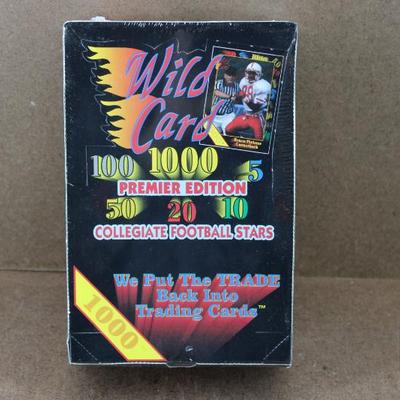 Wild
Card
100 1000 5
PREMIER EDITION
50 20 10
COLLEGIATE FOOTBALL STARS
We Put The TRADE
Back Into
Trading Cards™
1000